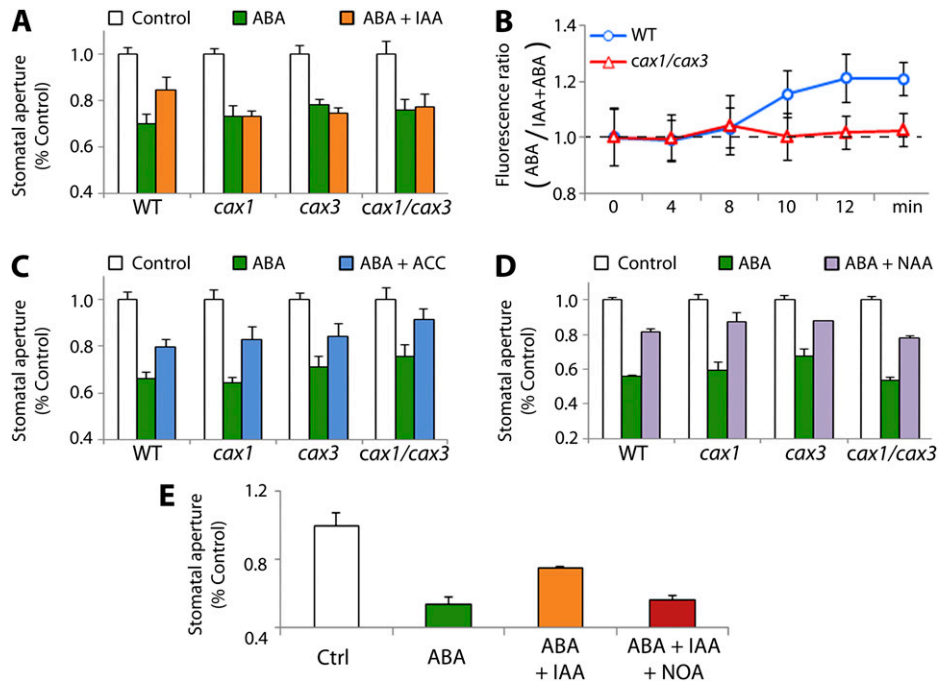 A
Control ABA ABA + IAA
Stomatal aperture
(% Control)
1.0
0.8
0.6
0.4
WT cax1 cax3 cax1/cax3
B
WT
cax1/cax3
Fluorescence ratio
( ABA / IAA+ABA )
1.4
1.2
1.0
0.8
0 4 8 10 12 min
C
Control ABA ABA + ACC
Stomatal aperture
(% Control)
1.0
0.8
0.6
0.4
WT cax1 cax3 cax1/cax3
D
Control ABA ABA + NAA
Stomatal aperture
(% Control)
1.0
0.8
0.6
0.4
0.2
WT cax1 cax3 cax1/cax3
E
Stomatal aperture
(% Control)
1.2
0.8
0.4
Ctrl
ABA
ABA
+ IAA
ABA + IAA
+ NOA